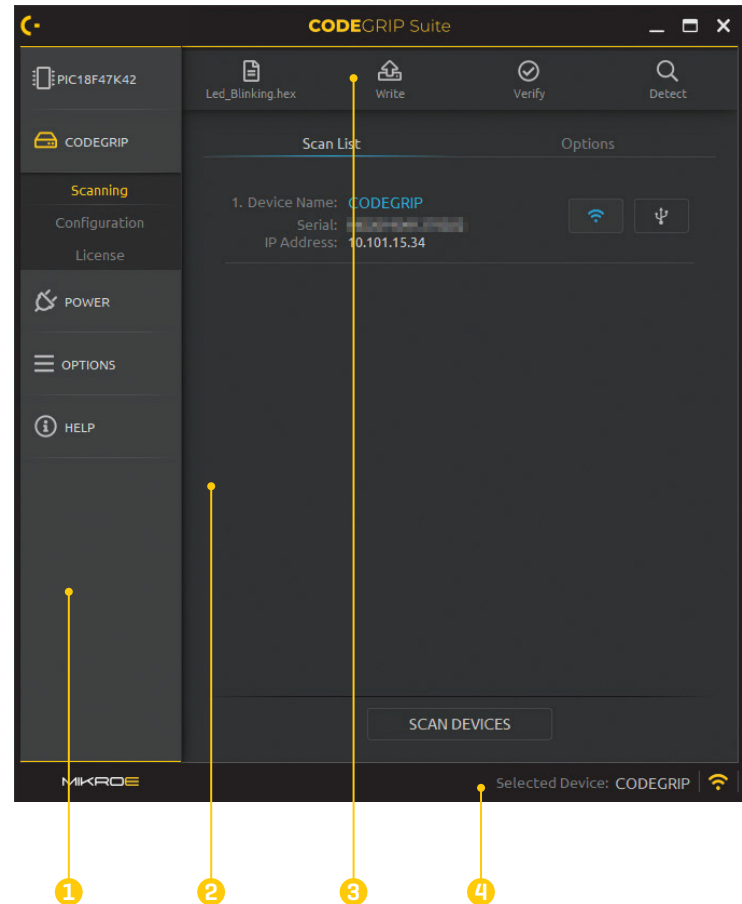 CODEGRIP Suite
PIC18F47K42
Led_Blinking.hex
Write
Verify
Detect
CODEGRIP
Scan List
Options
Scanning
Configuration
License
1. Device Name: CODEGRIP
Serial:
IP Address: 10.101.15.34
POWER
OPTIONS
HELP
SCAN DEVICES
MIKROE
Selected Device: CODEGRIP
1
2
3
4